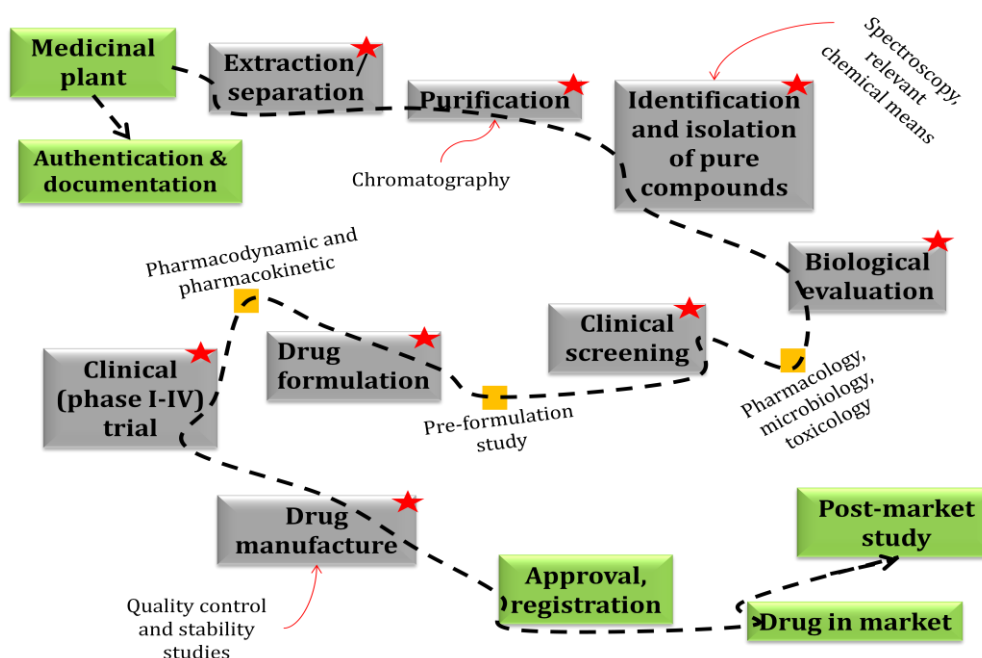 Medicinal
plant
Authentication &
documentation
Extraction/
separation
Purification
Chromatography
Identification
and isolation
of pure
compounds
Spectroscopy,
relevant
chemical means
Biological
evaluation
Pharmacology,
microbiology,
toxicology
Clinical
screening
Pre-formulation
study
Drug
formulation
Pharmacodynamic and
pharmacokinetic
Clinical
(phase I-IV)
trial
Drug
manufacture
Quality control
and stability
studies
Approval,
registration
Drug in market
Post-market
study